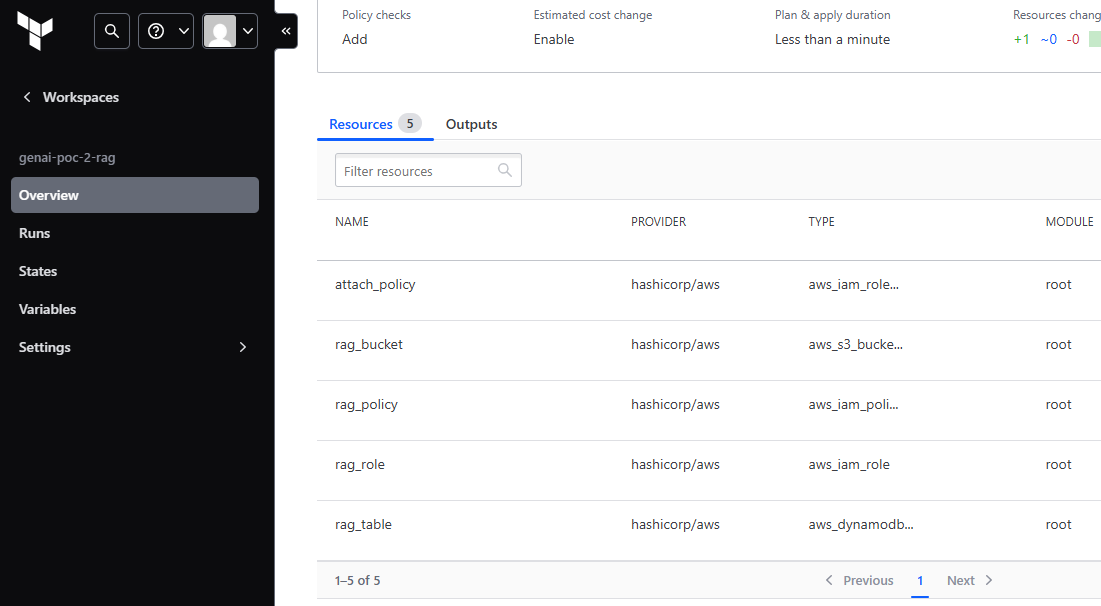 «
Workspaces
genai-poc-2-rag
Overview
Runs
States
Variables
Settings
Policy checks Estimated cost change Plan & apply duration Resources chang
Add Enable Less than a minute +1 ~0 -0
Resources 5 Outputs
Filter resources
NAME PROVIDER TYPE MODULE
attach_policy hashicorp/aws aws_iam_role... root
rag_bucket hashicorp/aws aws_s3_bucke... root
rag_policy hashicorp/aws aws_iam_poli... root
rag_role hashicorp/aws aws_iam_role root
rag_table hashicorp/aws aws_dynamodb... root
1–5 of 5 Previous 1 Next